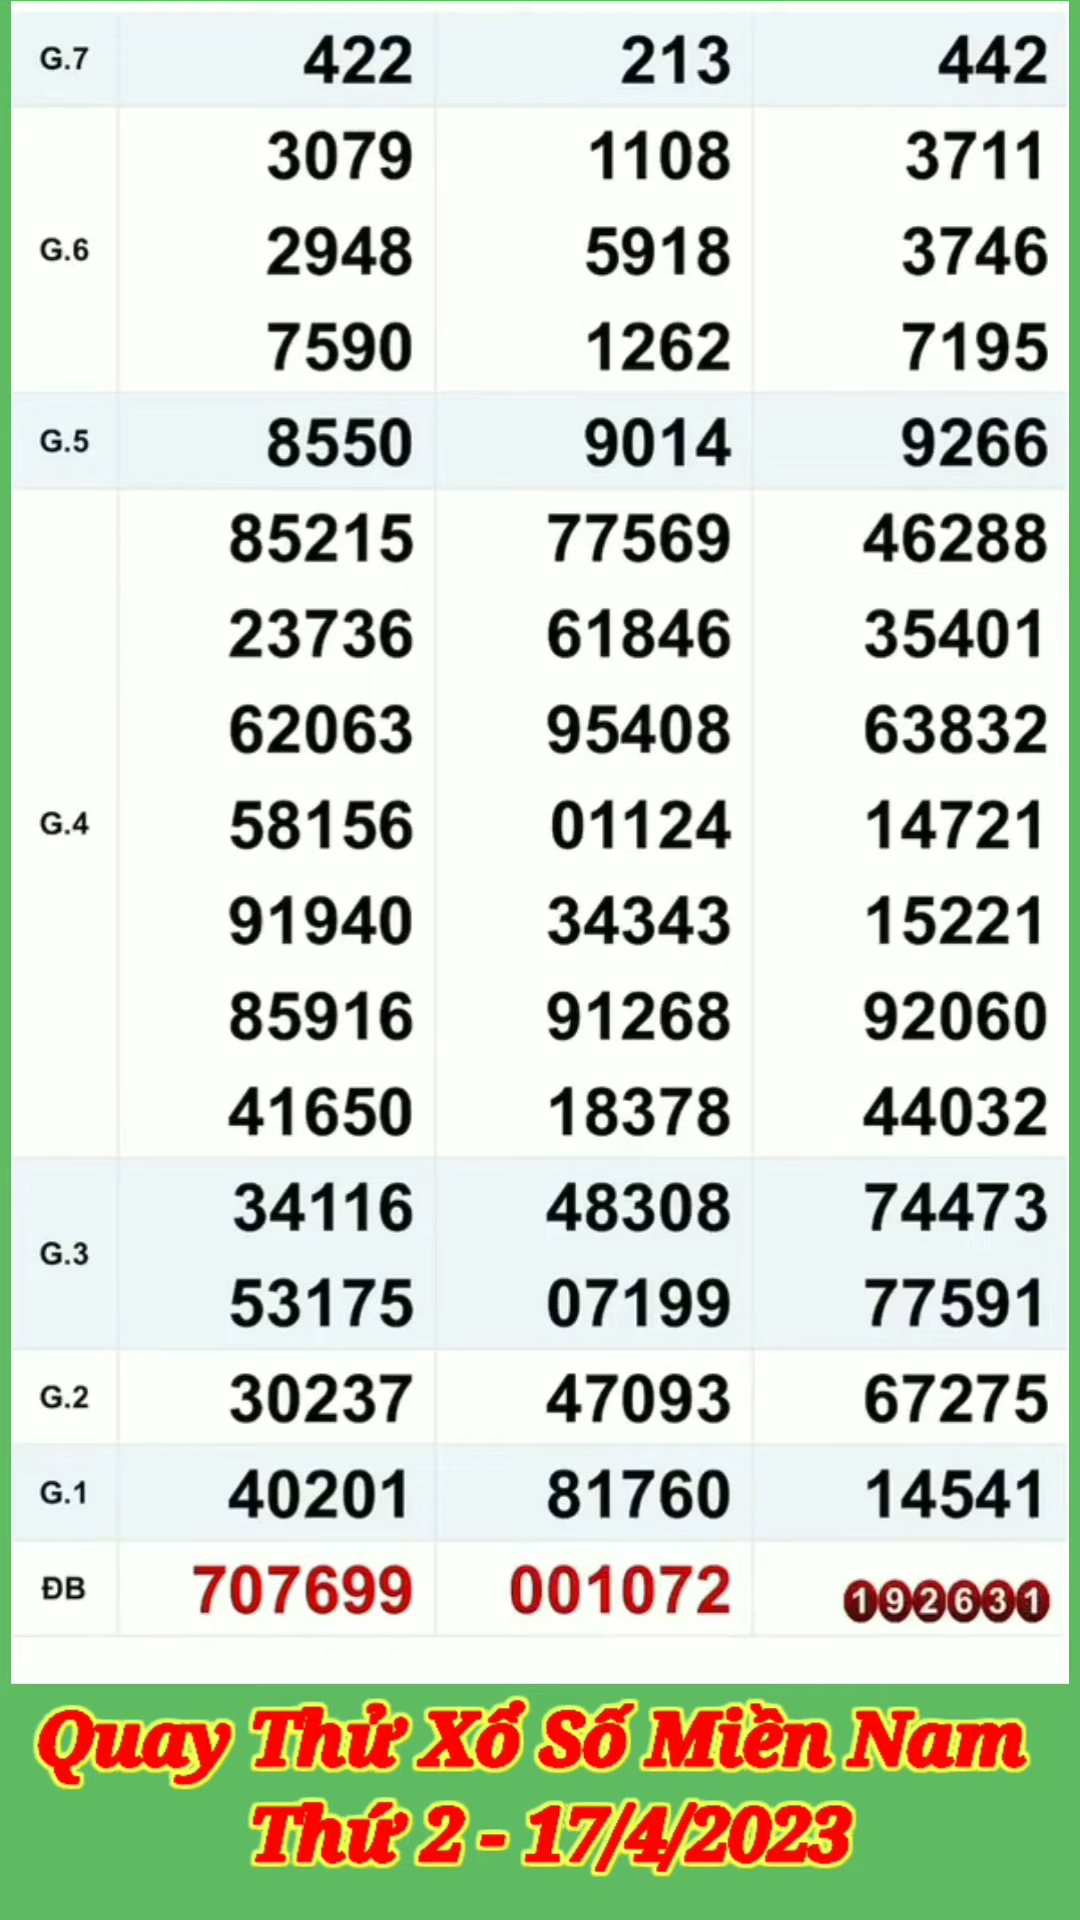 G.7 422 213 442
3079 1108 3711
G.6 2948 5918 3746
7590 1262 7195
G.5 8550 9014 9266
85215 77569 46288
23736 61846 35401
62063 95408 63832
G.4 58156 01124 14721
91940 34343 15221
85916 91268 92060
41650 18378 44032
34116 48308 74473
G.3
53175 07199 77591
G.2 30237 47093 67275
G.1 40201 81760 14541
ĐB 707699 001072 192631
Quay Thử Xổ Số Miền Nam
Thứ 2 - 17/4/2023